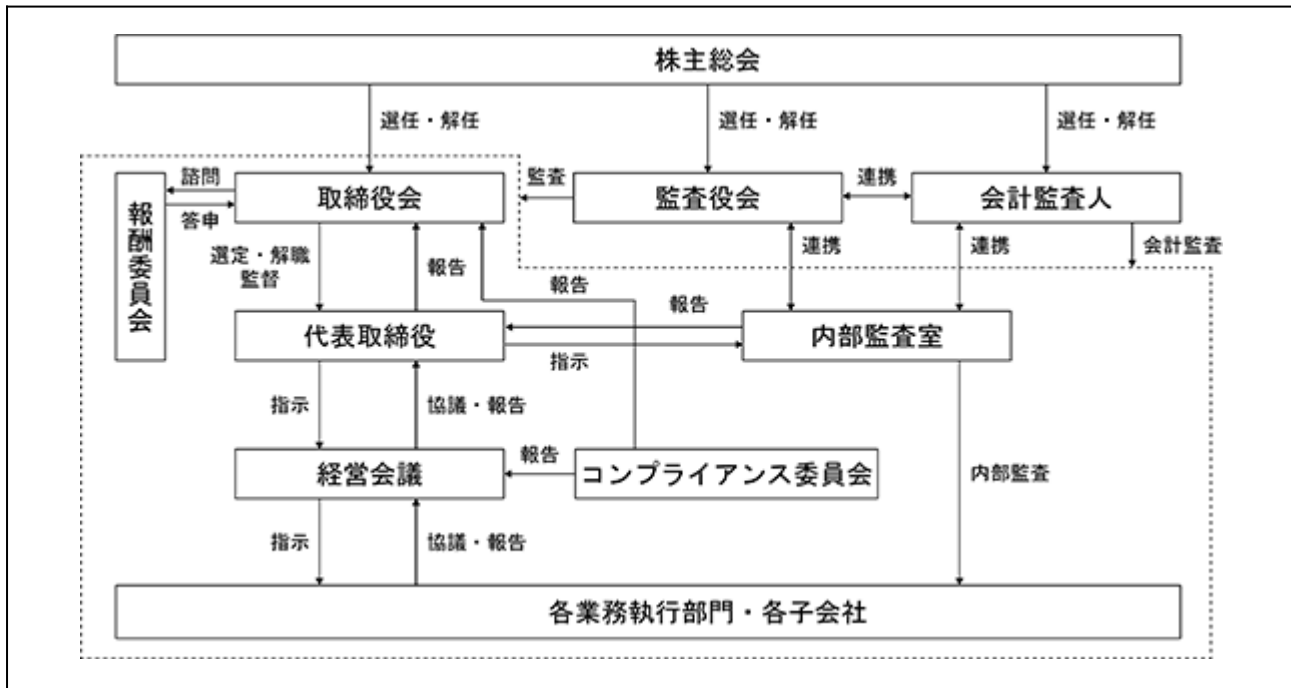 株主総会
選任・解任
選任・解任
選任・解任
諮問
取締役会
監査
監査役会
連携
会計監査人
報酬委員会
答申
選定・解職
監督
報告
報告
連携
連携
会計監査
代表取締役
報告
指示
内部監査室
指示
協議・報告
経営会議
報告
コンプライアンス委員会
内部監査
指示
協議・報告
各業務執行部門・各子会社